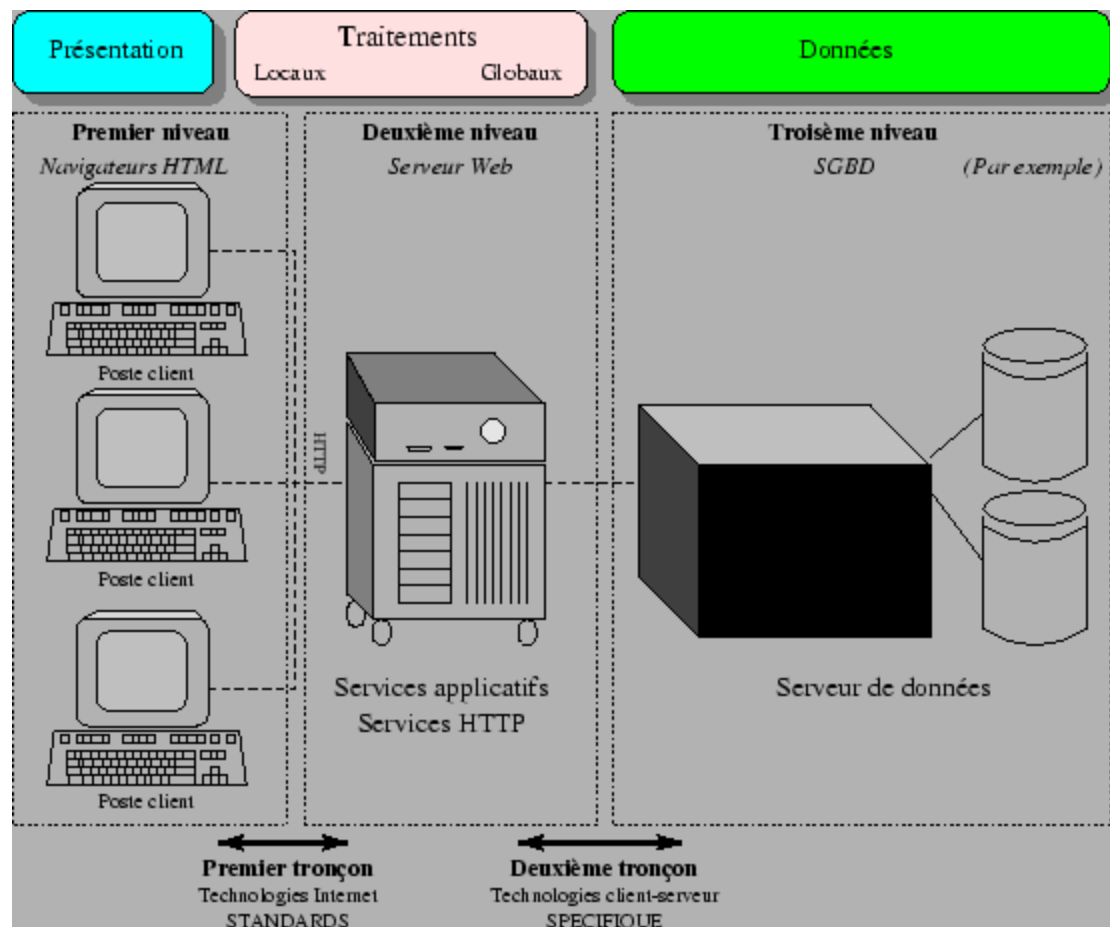 Présentation
Traitements
Locaux Globaux
Données
Premier niveau
Navigateurs HTML
Poste client
Poste client
Poste client
Deuxième niveau
Serveur Web
HTTP
Services applicatifs
Services HTTP
Troisème niveau
SGBD (Par exemple)
Serveur de données
Premier tronçon
Technologies Internet
STANDARDS
Deuxième tronçon
Technologies client-serveur
SPECIFIQUE